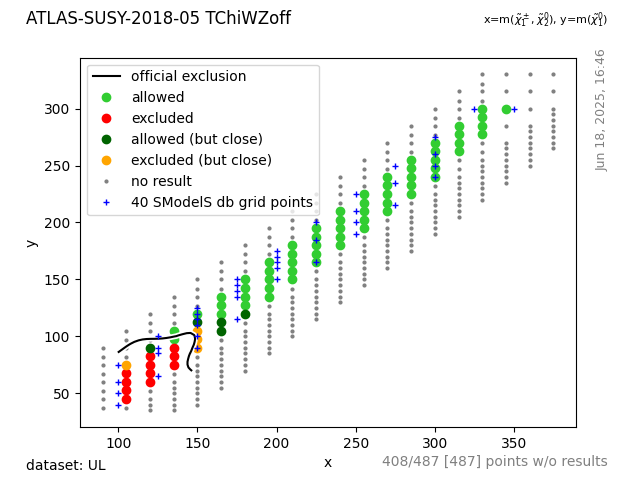 ATLAS-SUSY-2018-05 TChiWZoff
x=m(χ̃₁±, χ̃₂⁰), y=m(χ̃₁⁰)
official exclusion
allowed
excluded
allowed (but close)
excluded (but close)
no result
40 SModelS db grid points
Jun 18, 2025, 16:46
y
300
250
200
150
100
50
100
150
200
250
300
350
x
dataset: UL
408/487 [487] points w/o results